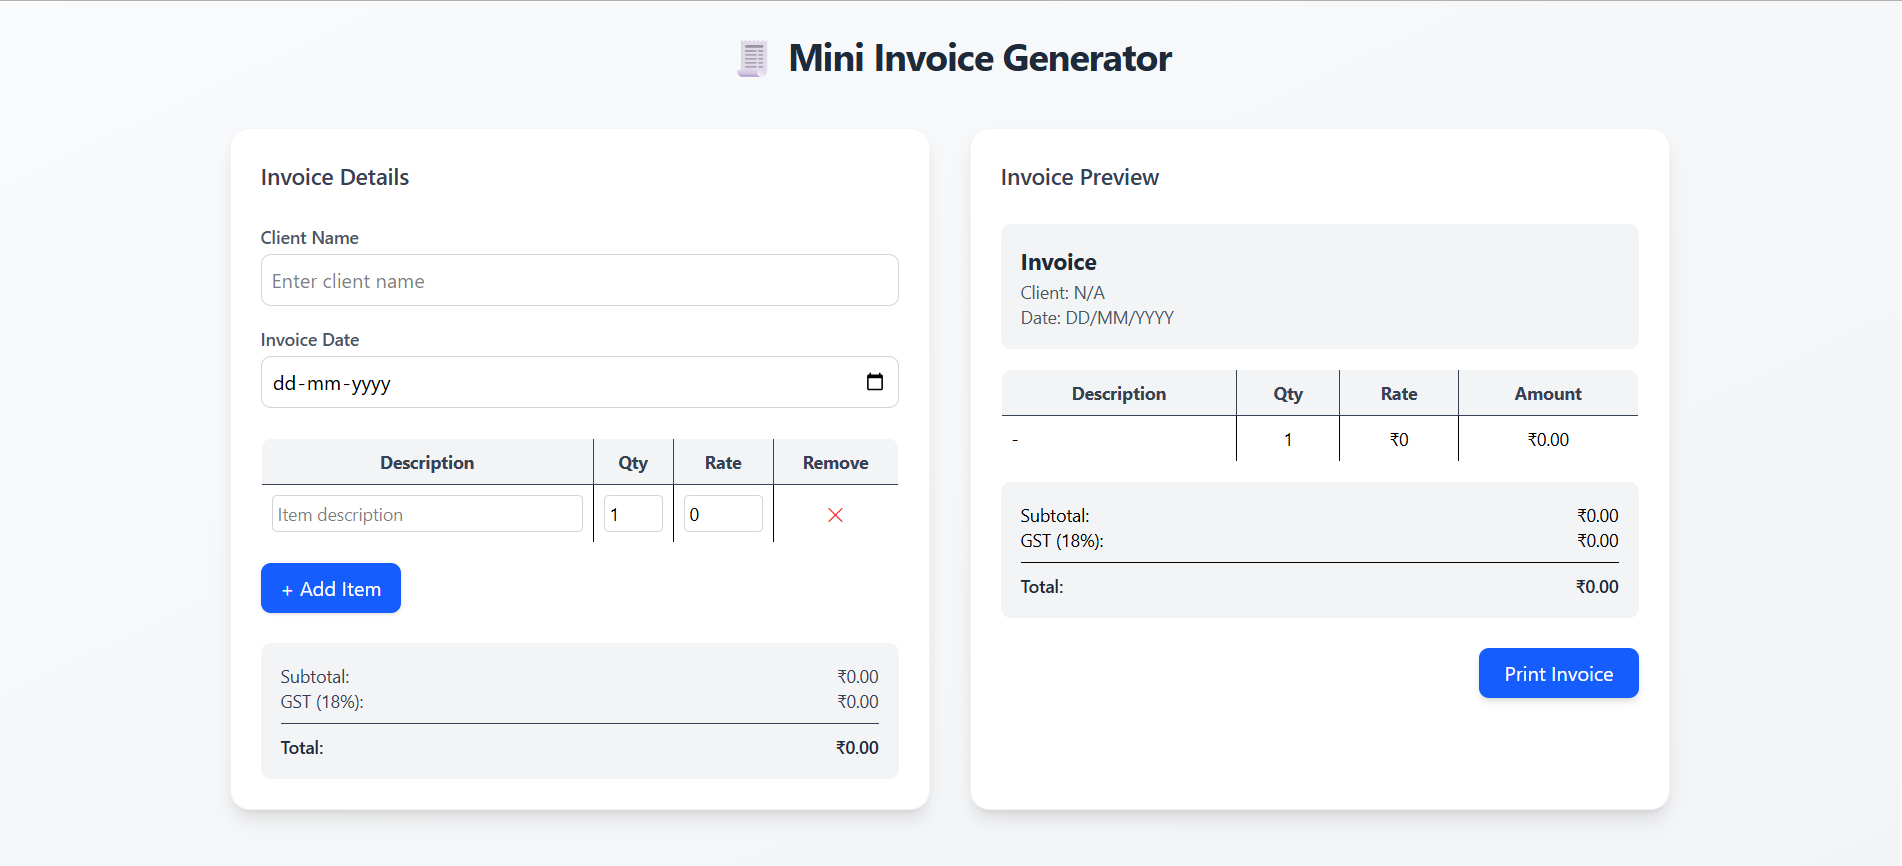 Mini Invoice Generator
Invoice Details
Client Name
Enter client name
Invoice Date
dd-mm-yyyy
Description Qty Rate Remove
Item description 1 0
+ Add Item
Subtotal: ₹0.00
GST (18%): ₹0.00
Total: ₹0.00
Invoice Preview
Invoice
Client: N/A
Date: DD/MM/YYYY
Description Qty Rate Amount
- 1 ₹0 ₹0.00
Subtotal: ₹0.00
GST (18%): ₹0.00
Total: ₹0.00
Print Invoice